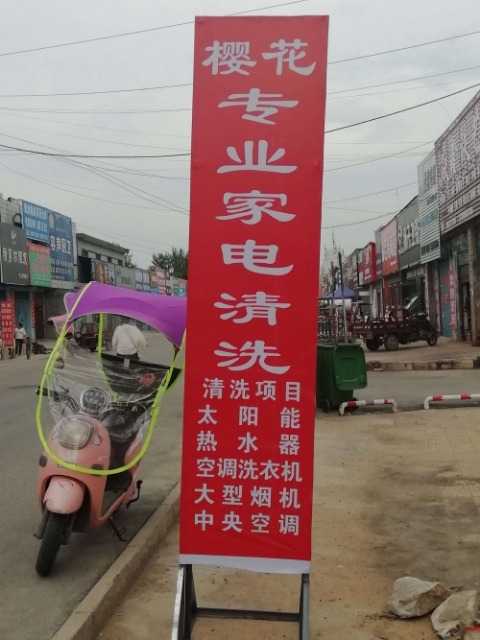 樱花
专
业
家
电
清
洗
清洗项目
太阳能
热水器
空调洗衣机
大型烟机
中央空调